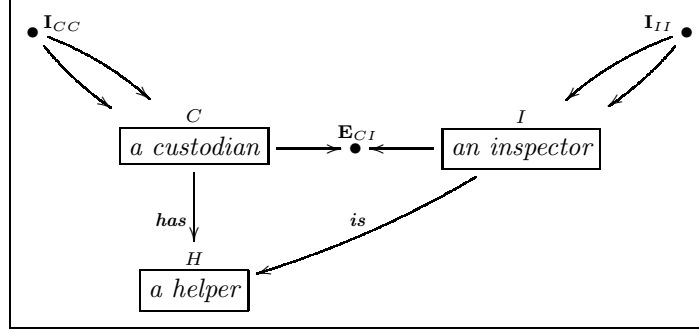 I_CC
I_II
C
I
a custodian
E_CI
an inspector
has
is
H
a helper